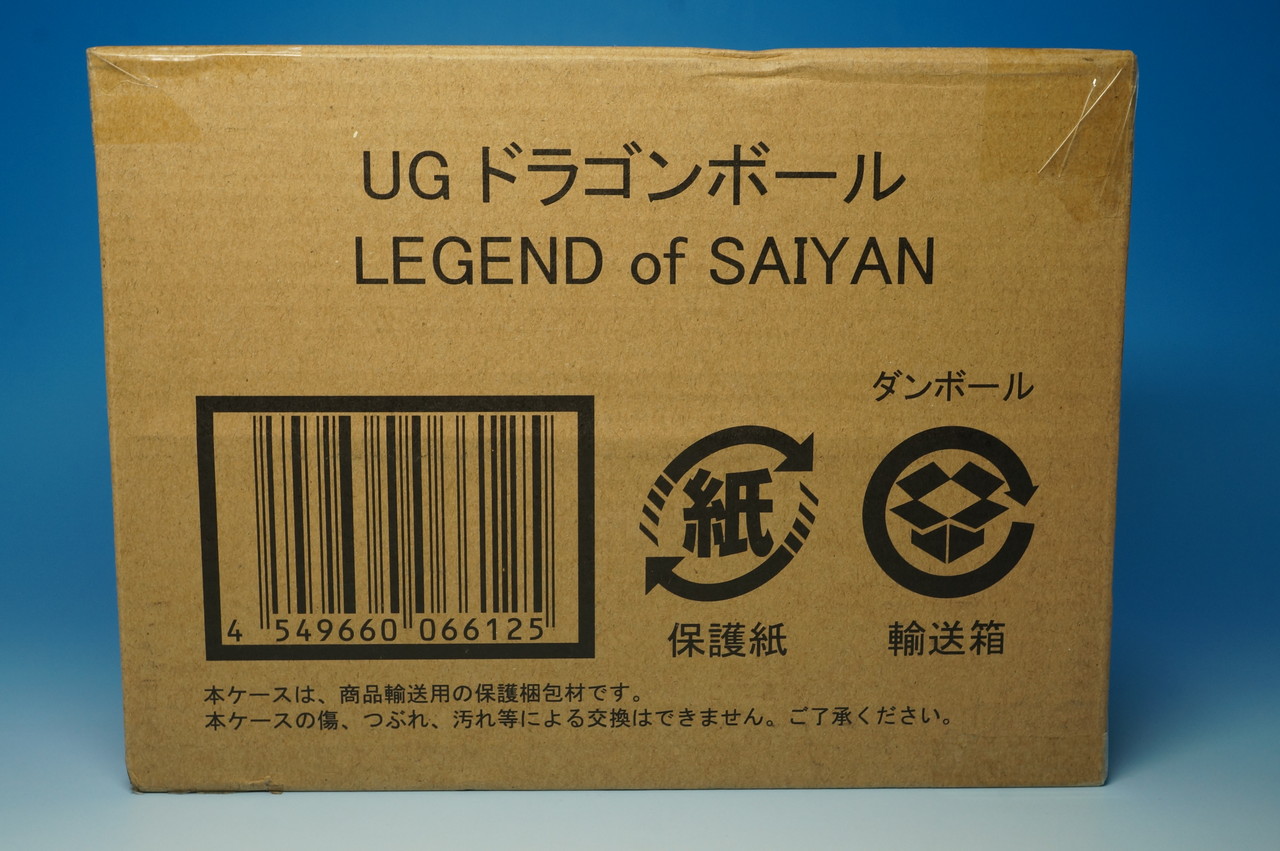 UG ドラゴンボール
LEGEND of SAIYAN
ダンボール
紙
4 549660 066125
保護紙
輸送箱
本ケースは、商品輸送用の保護梱包材です。
本ケースの傷、つぶれ、汚れ等による交換はできません。ご了承ください。